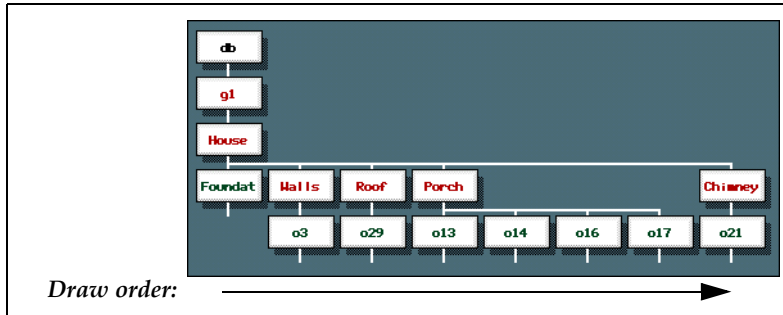 db
g1
House
Foundat Walls Roof Porch Chimney
o3 o29 o13 o14 o16 o17 o21
Draw order: